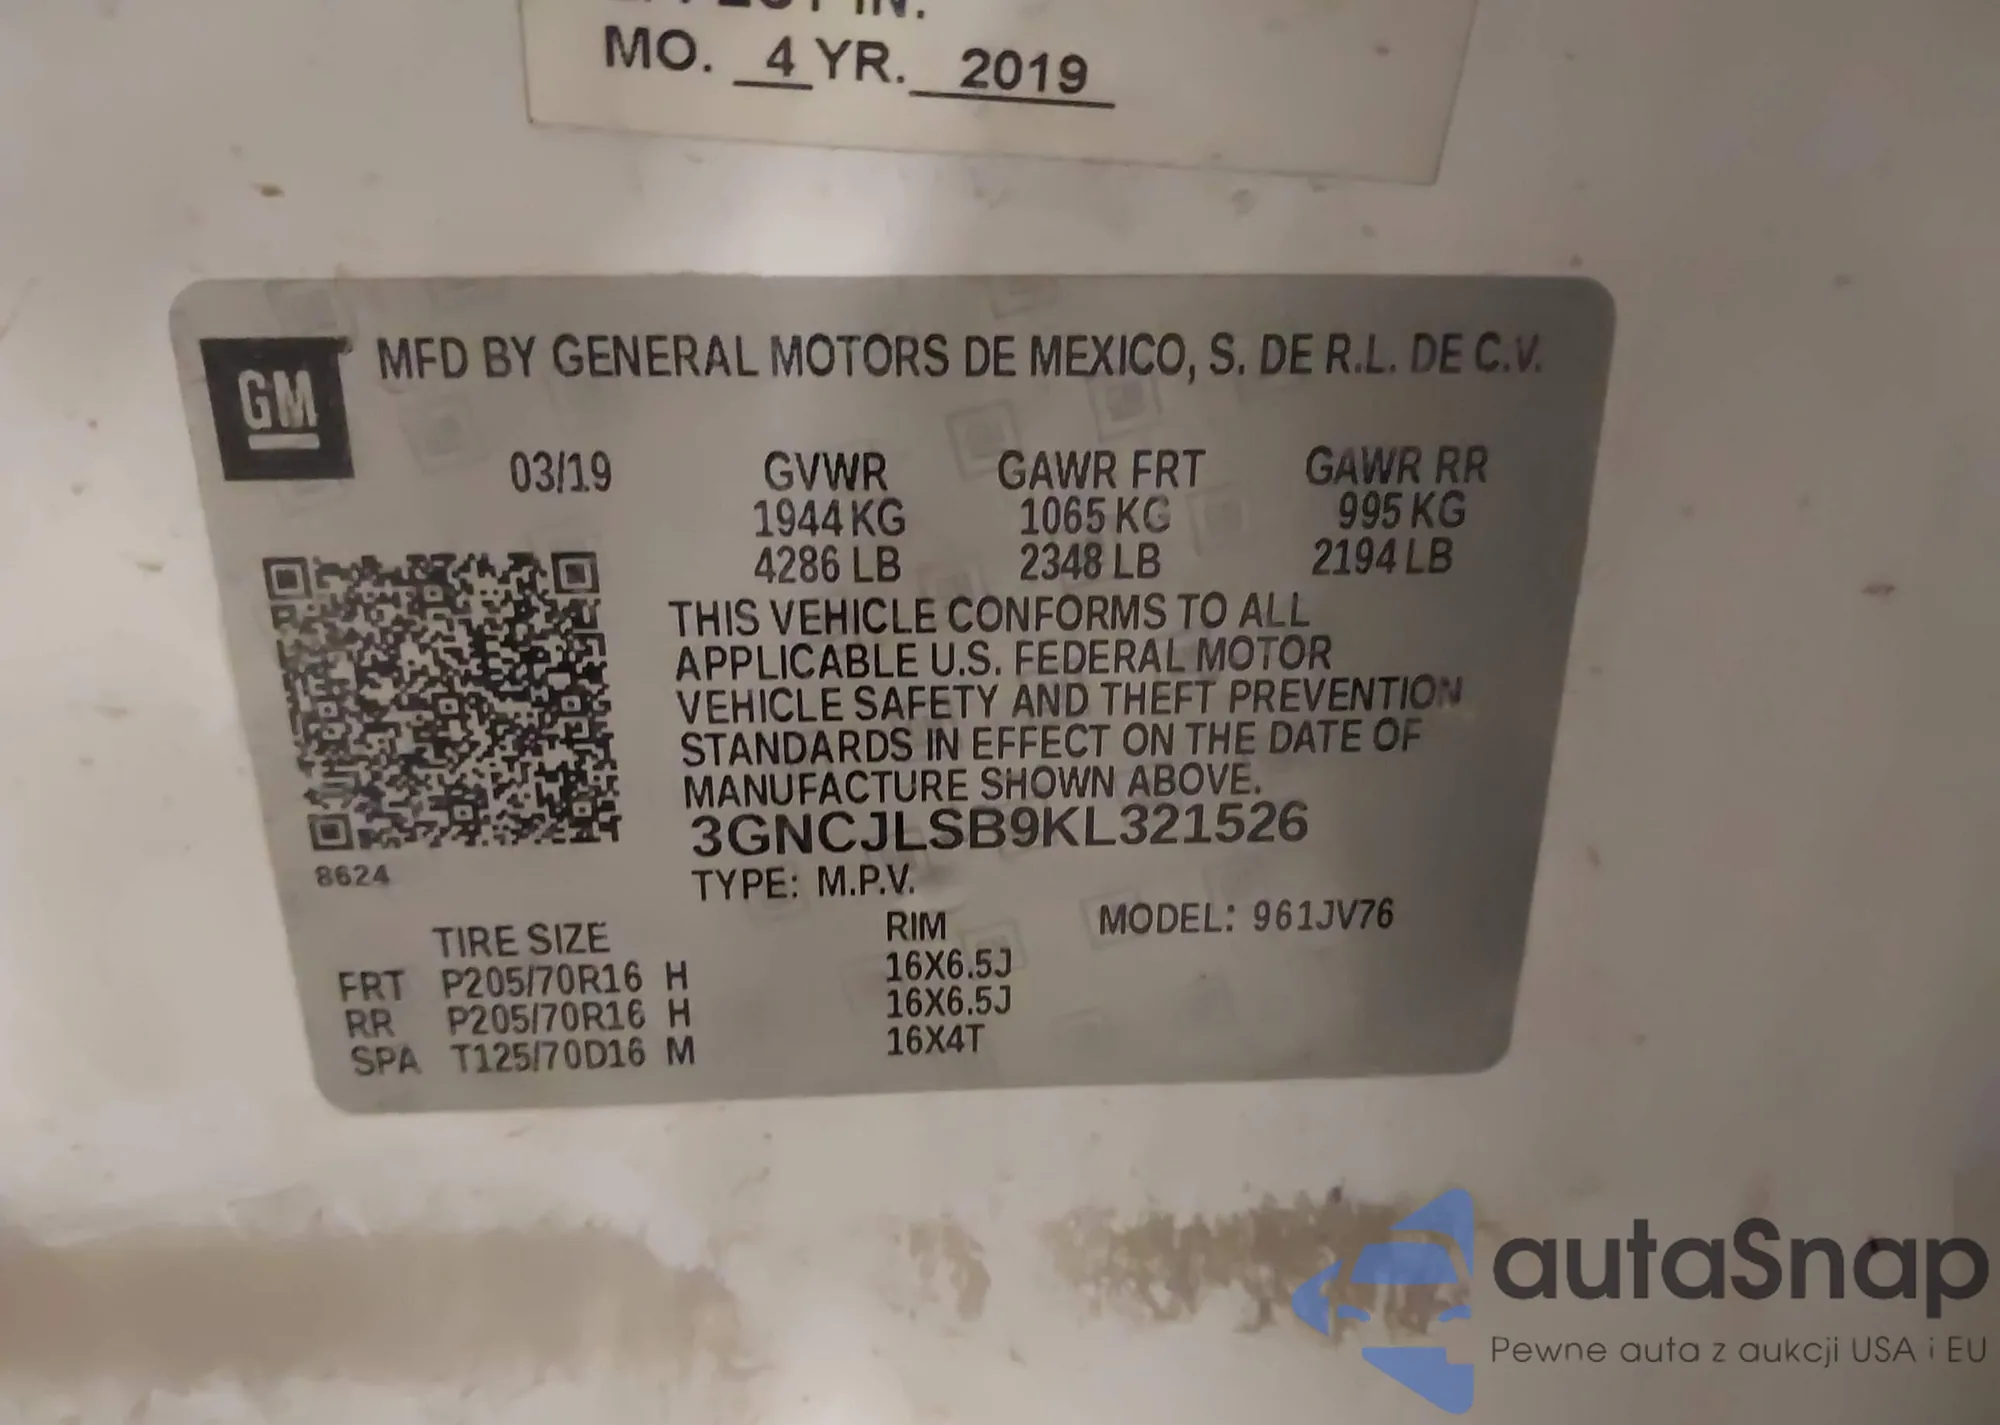 MO. 4 YR. 2019
GM
MFD BY GENERAL MOTORS DE MEXICO, S. DE R.L. DE C.V.
03/19 GVWR GAWR FRT GAWR RR
1944 KG 1065 KG 995 KG
4286 LB 2348 LB 2194 LB
THIS VEHICLE CONFORMS TO ALL
APPLICABLE U.S. FEDERAL MOTOR
VEHICLE SAFETY AND THEFT PREVENTION
STANDARDS IN EFFECT ON THE DATE OF
MANUFACTURE SHOWN ABOVE.
3GNCJLSB9KL321526
8624
TYPE: M.P.V.
MODEL: 961JV76
TIRE SIZE RIM
FRT P205/70R16 H 16X6.5J
RR P205/70R16 H 16X6.5J
SPA T125/70D16 M 16X4T
autaSnap
Pewne auta z aukcji USA i EU